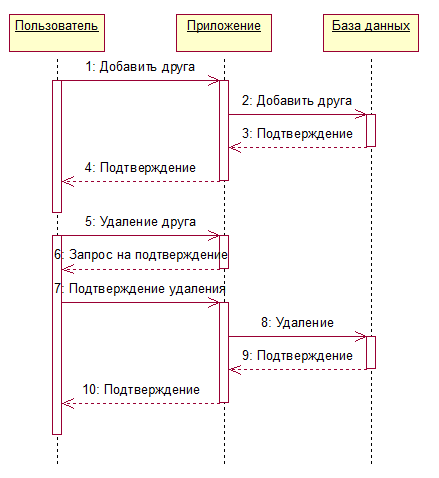 Пользователь
Приложение
База данных
1: Добавить друга
2: Добавить друга
3: Подтверждение
4: Подтверждение
5: Удаление друга
6: Запрос на подтверждение
7: Подтверждение удаления
8: Удаление
9: Подтверждение
10: Подтверждение